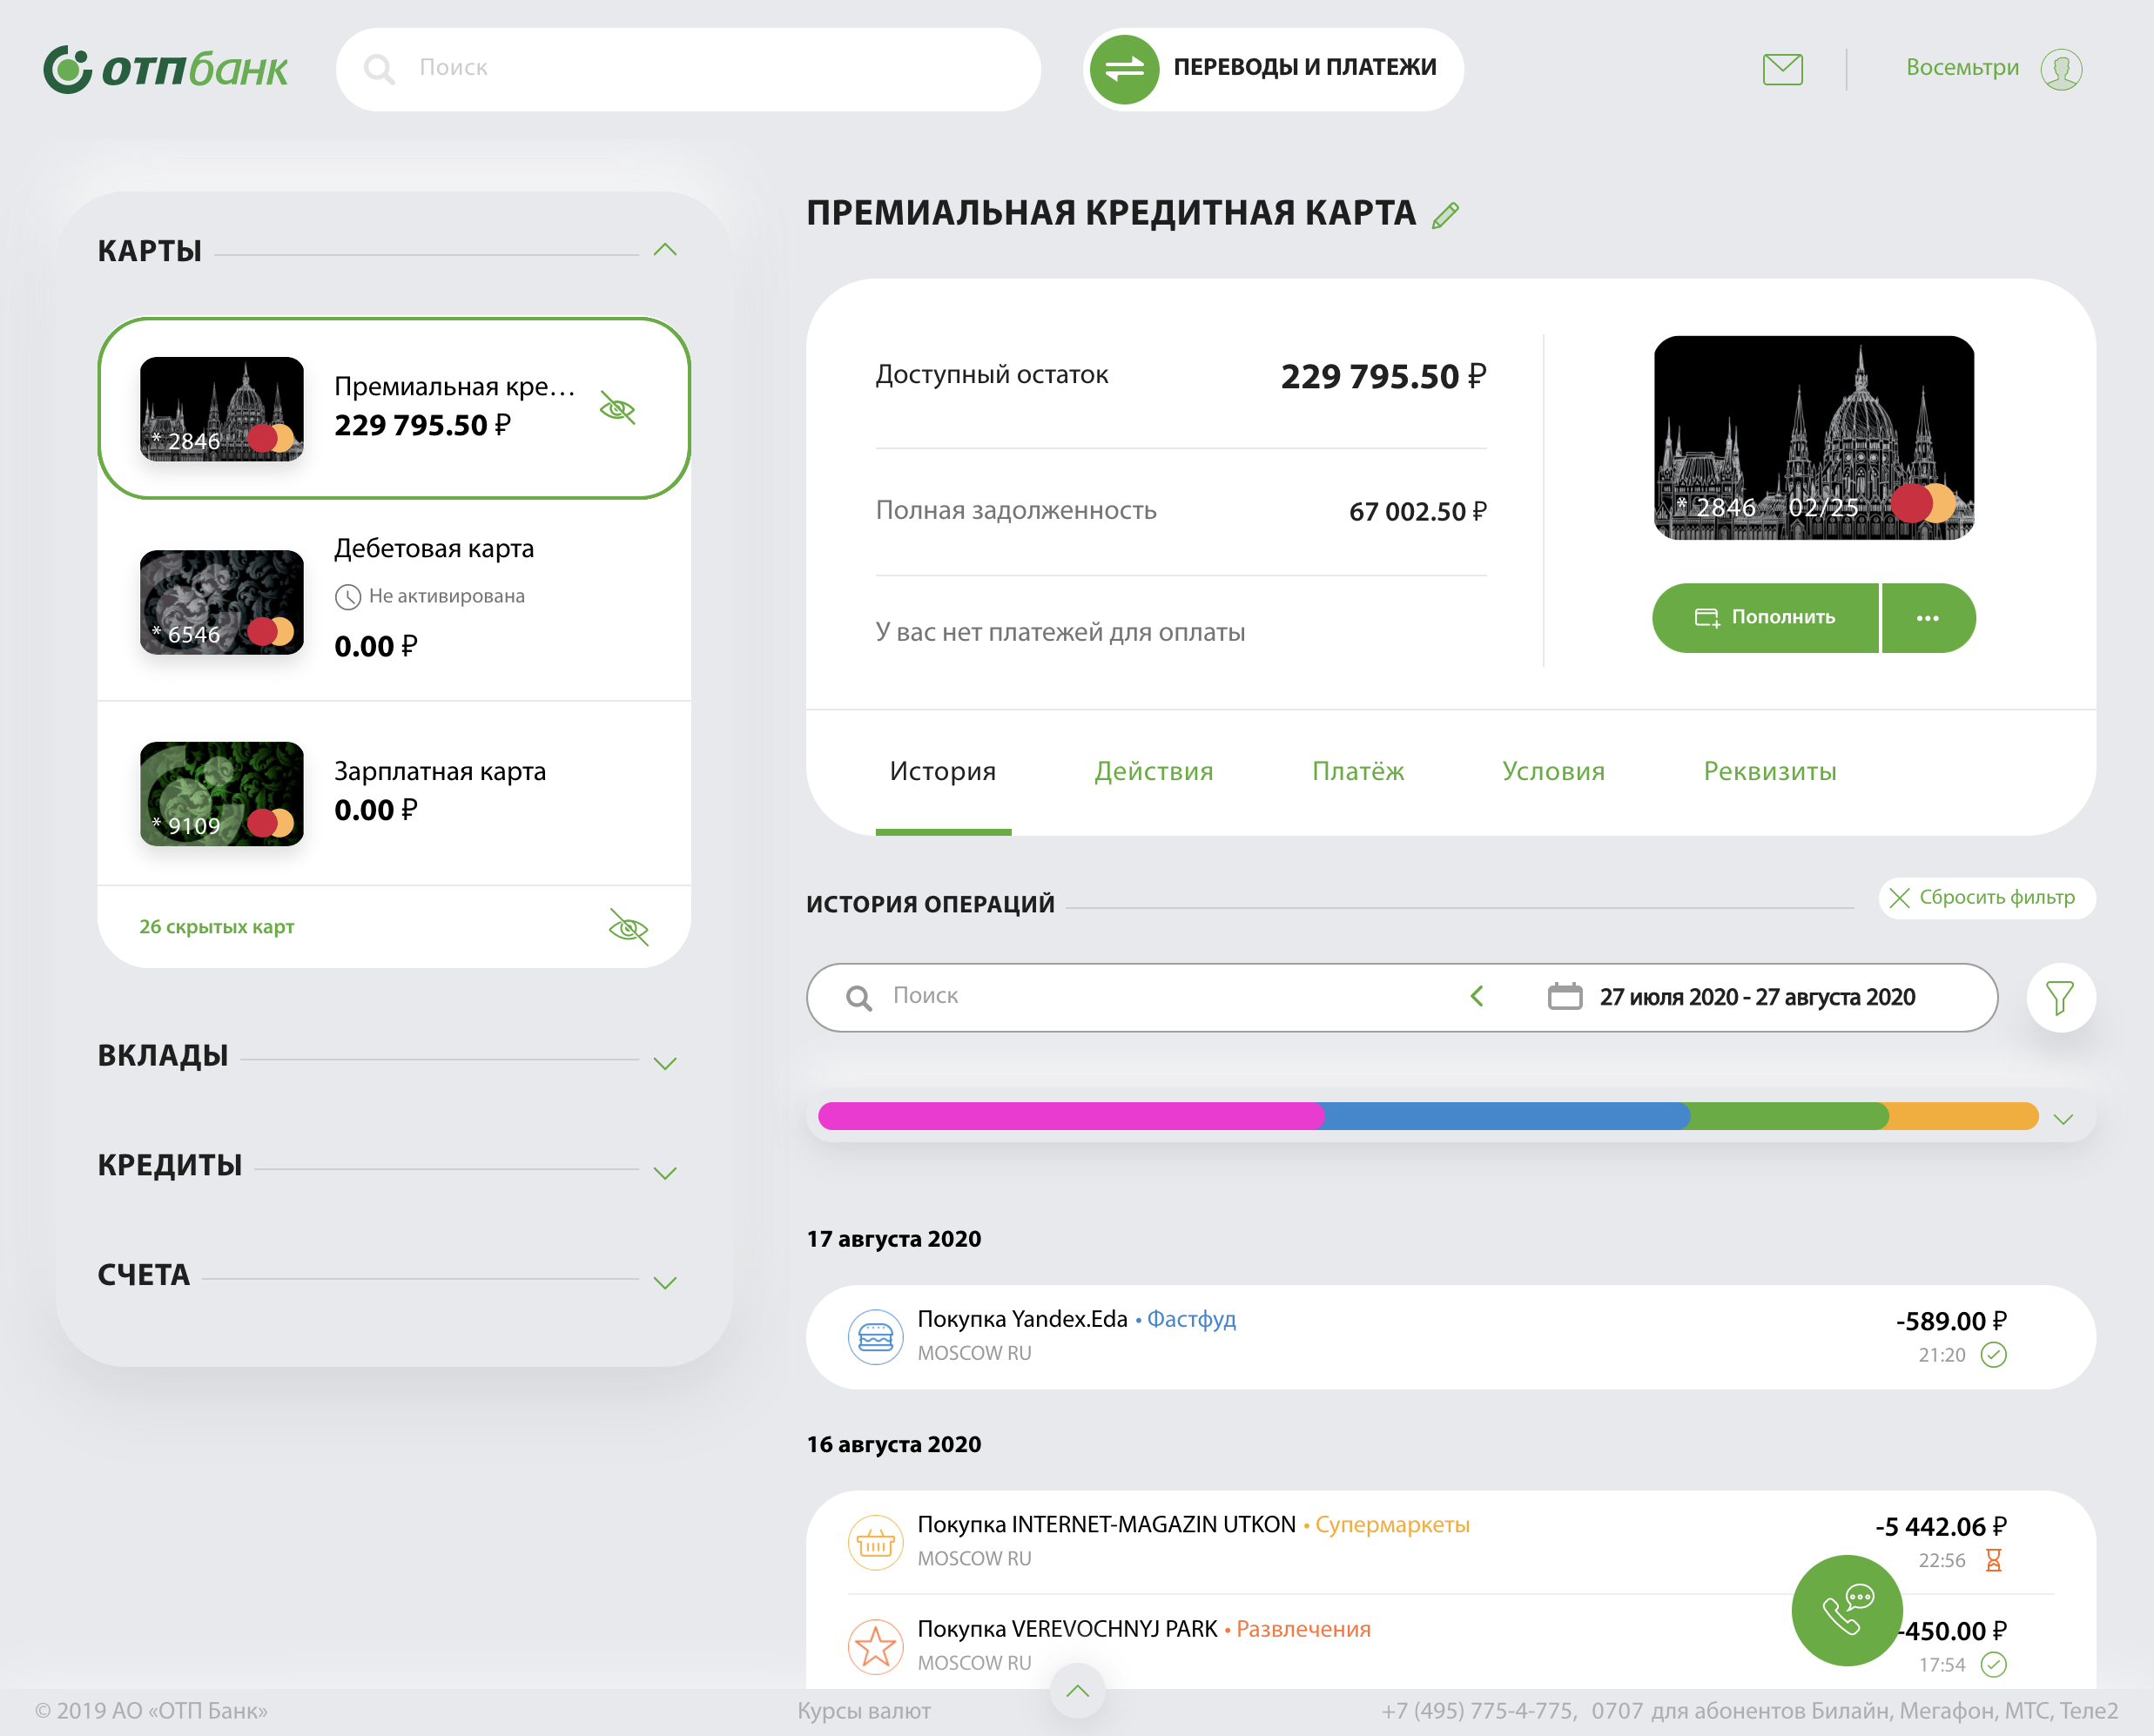 ОТПбанк
Поиск
ПЕРЕВОДЫ И ПЛАТЕЖИ
Восемьтри
КАРТЫ
* 2846
Премиальная кре...
229 795.50 ₽
* 6546
Дебетовая карта
Не активирована
0.00 ₽
* 9109
Зарплатная карта
0.00 ₽
26 скрытых карт
ВКЛАДЫ
КРЕДИТЫ
СЧЕТА
ПРЕМИАЛЬНАЯ КРЕДИТНАЯ КАРТА
Доступный остаток 229 795.50 ₽
Полная задолженность 67 002.50 ₽
У вас нет платежей для оплаты
* 2846 02/25
Пополнить
История Действия Платёж Условия Реквизиты
ИСТОРИЯ ОПЕРАЦИЙ
Сбросить фильтр
Поиск
27 июля 2020 - 27 августа 2020
17 августа 2020
Покупка Yandex.Eda • Фастфуд -589.00 ₽
MOSCOW RU 21:20
16 августа 2020
Покупка INTERNET-MAGAZIN UTKON • Супермаркеты -5 442.06 ₽
MOSCOW RU 22:56
Покупка VEREVOCHNYJ PARK • Развлечения -450.00 ₽
MOSCOW RU 17:54
© 2019 АО «ОТП Банк» Курсы валют +7 (495) 775-4-775, 0707 для абонентов Билайн, Мегафон, МТС, Теле2